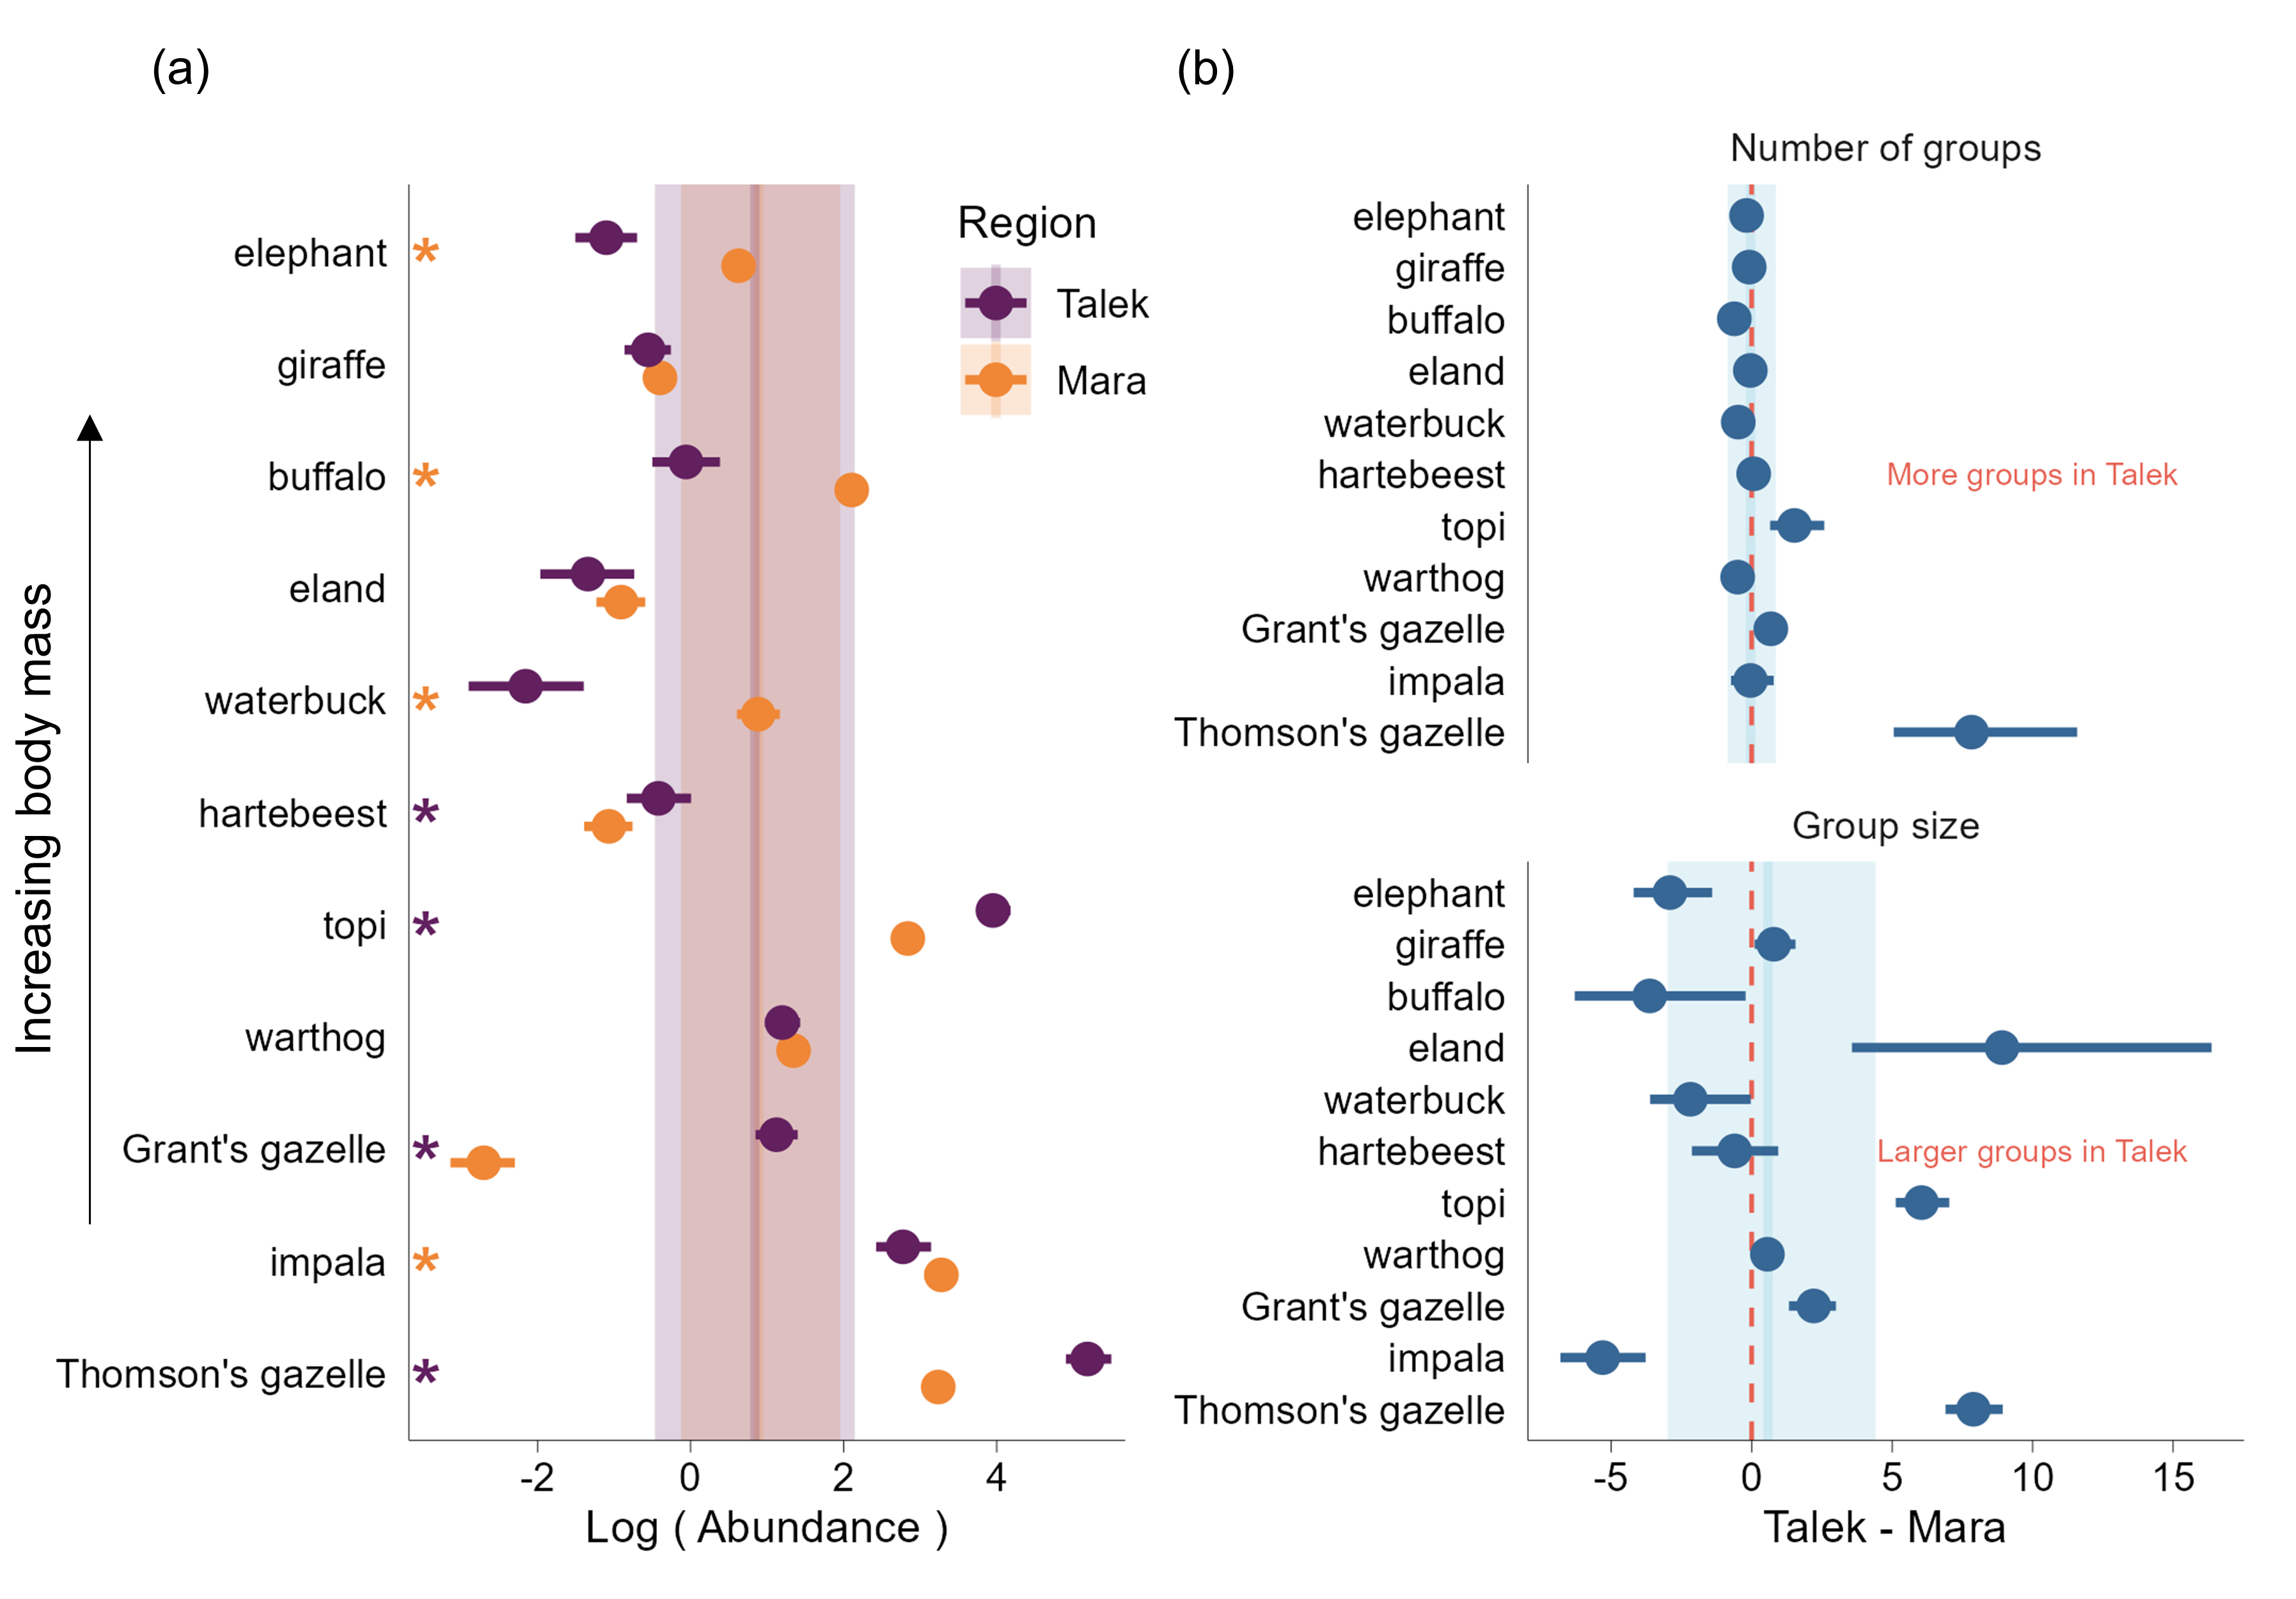 (a)
elephant *
giraffe
buffalo *
eland
waterbuck *
hartebeest *
topi *
warthog
Grant's gazelle *
impala *
Thomson's gazelle *
Increasing body mass
-2 0 2 4
Log ( Abundance )
Region
Talek
Mara
(b)
Number of groups
elephant
giraffe
buffalo
eland
waterbuck
hartebeest
More groups in Talek
topi
warthog
Grant's gazelle
impala
Thomson's gazelle
Group size
elephant
giraffe
buffalo
eland
waterbuck
hartebeest
Larger groups in Talek
topi
warthog
Grant's gazelle
impala
Thomson's gazelle
-5 0 5 10 15
Talek - Mara